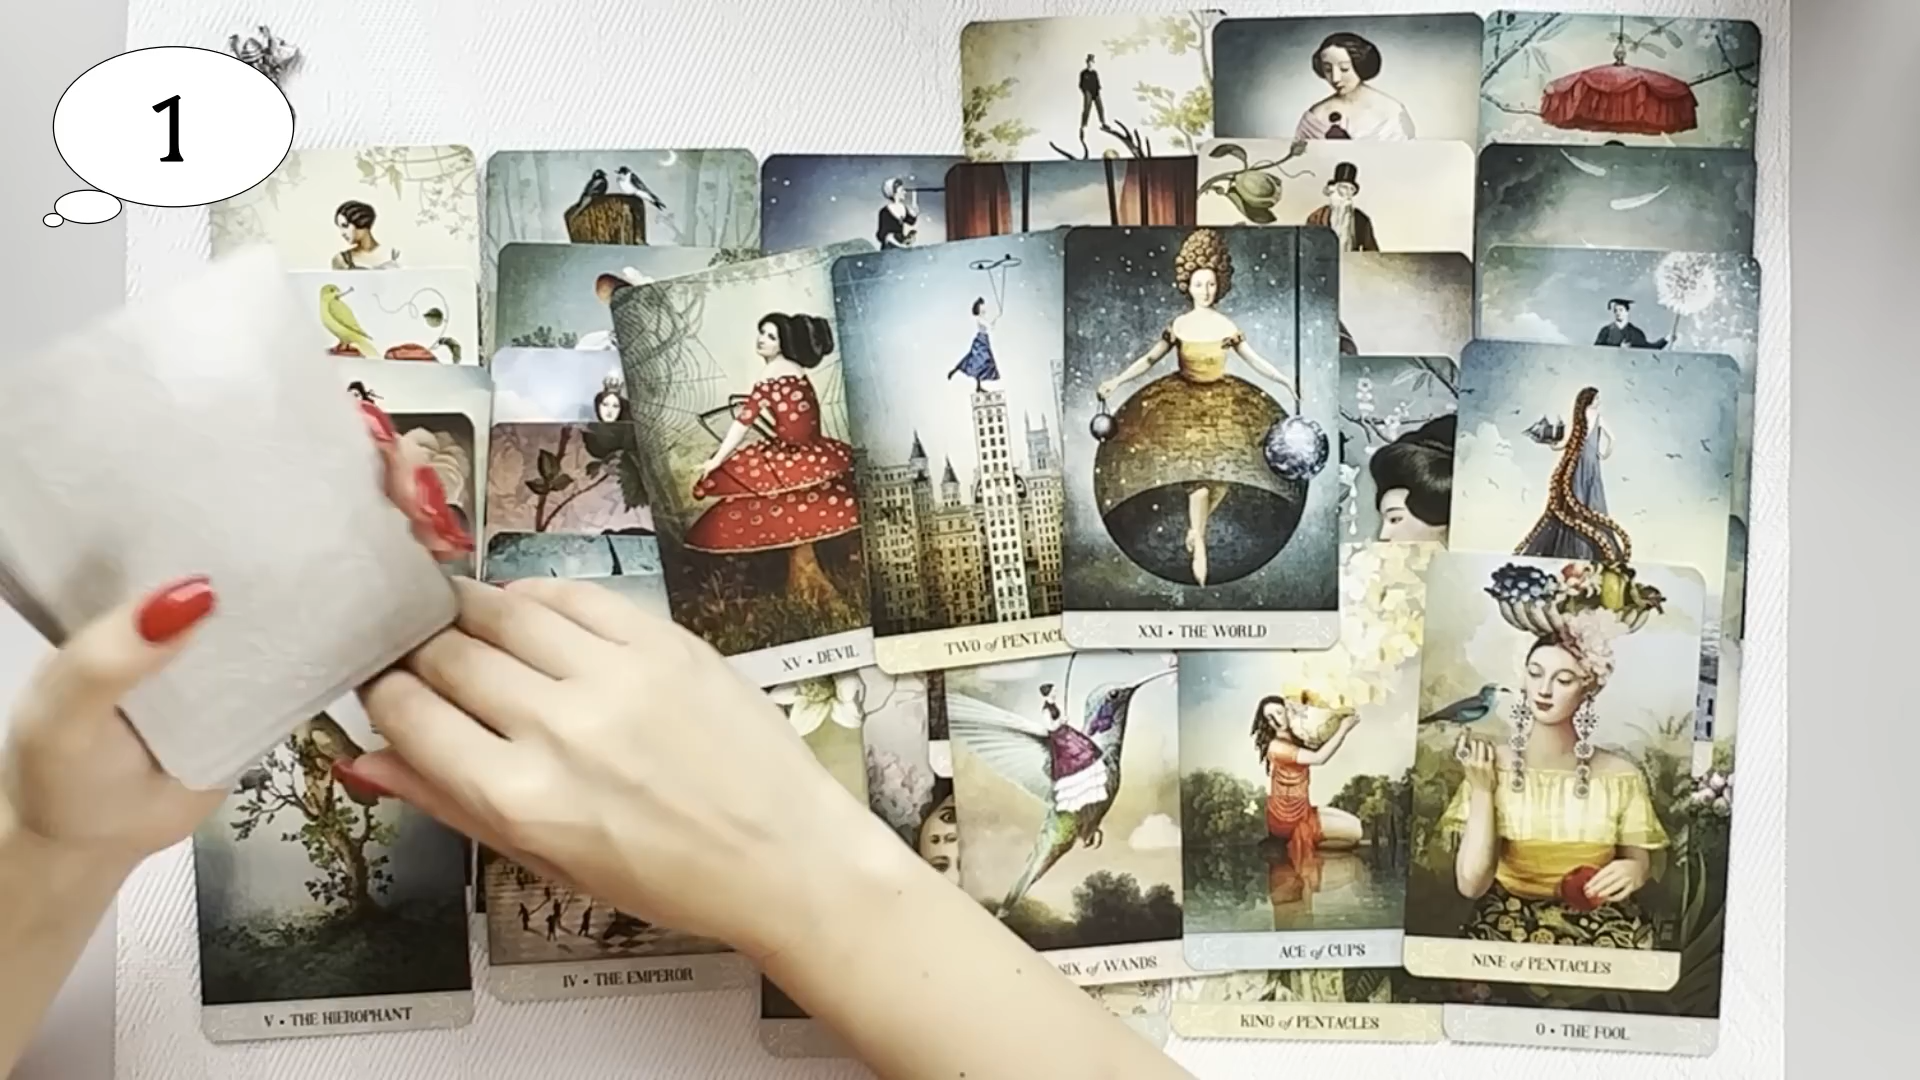 1
XV • DEVIL
TWO of PENTACL
XXI • THE WORLD
SIX of WANDS
ACE of CUPS
NINE of PENTACLES
V • THE HIEROPHANT
IV • THE EMPEROR
KING of PENTACLES
0 • THE FOOL